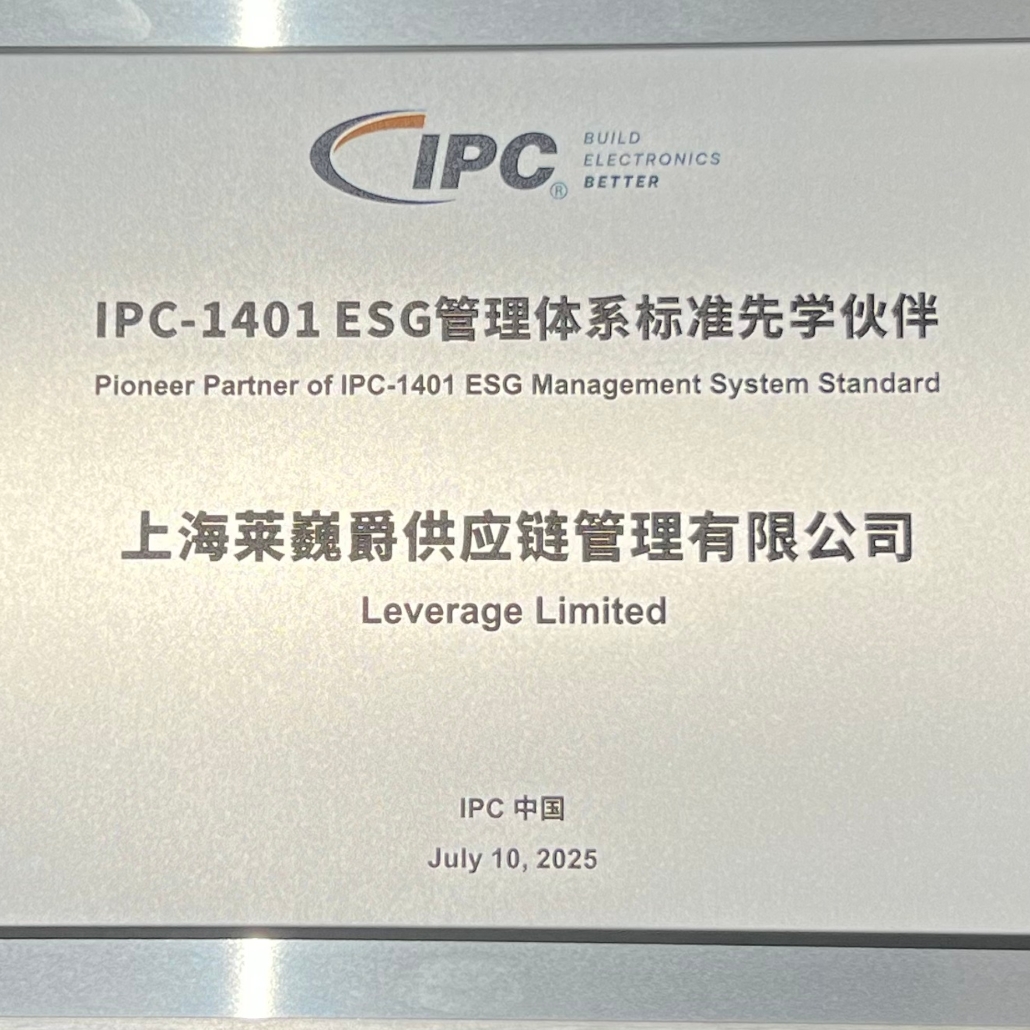 IPC®
BUILD
ELECTRONICS
BETTER
IPC-1401 ESG管理体系标准先学伙伴
Pioneer Partner of IPC-1401 ESG Management System Standard
上海莱巍爵供应链管理有限公司
Leverage Limited
IPC 中国
July 10, 2025